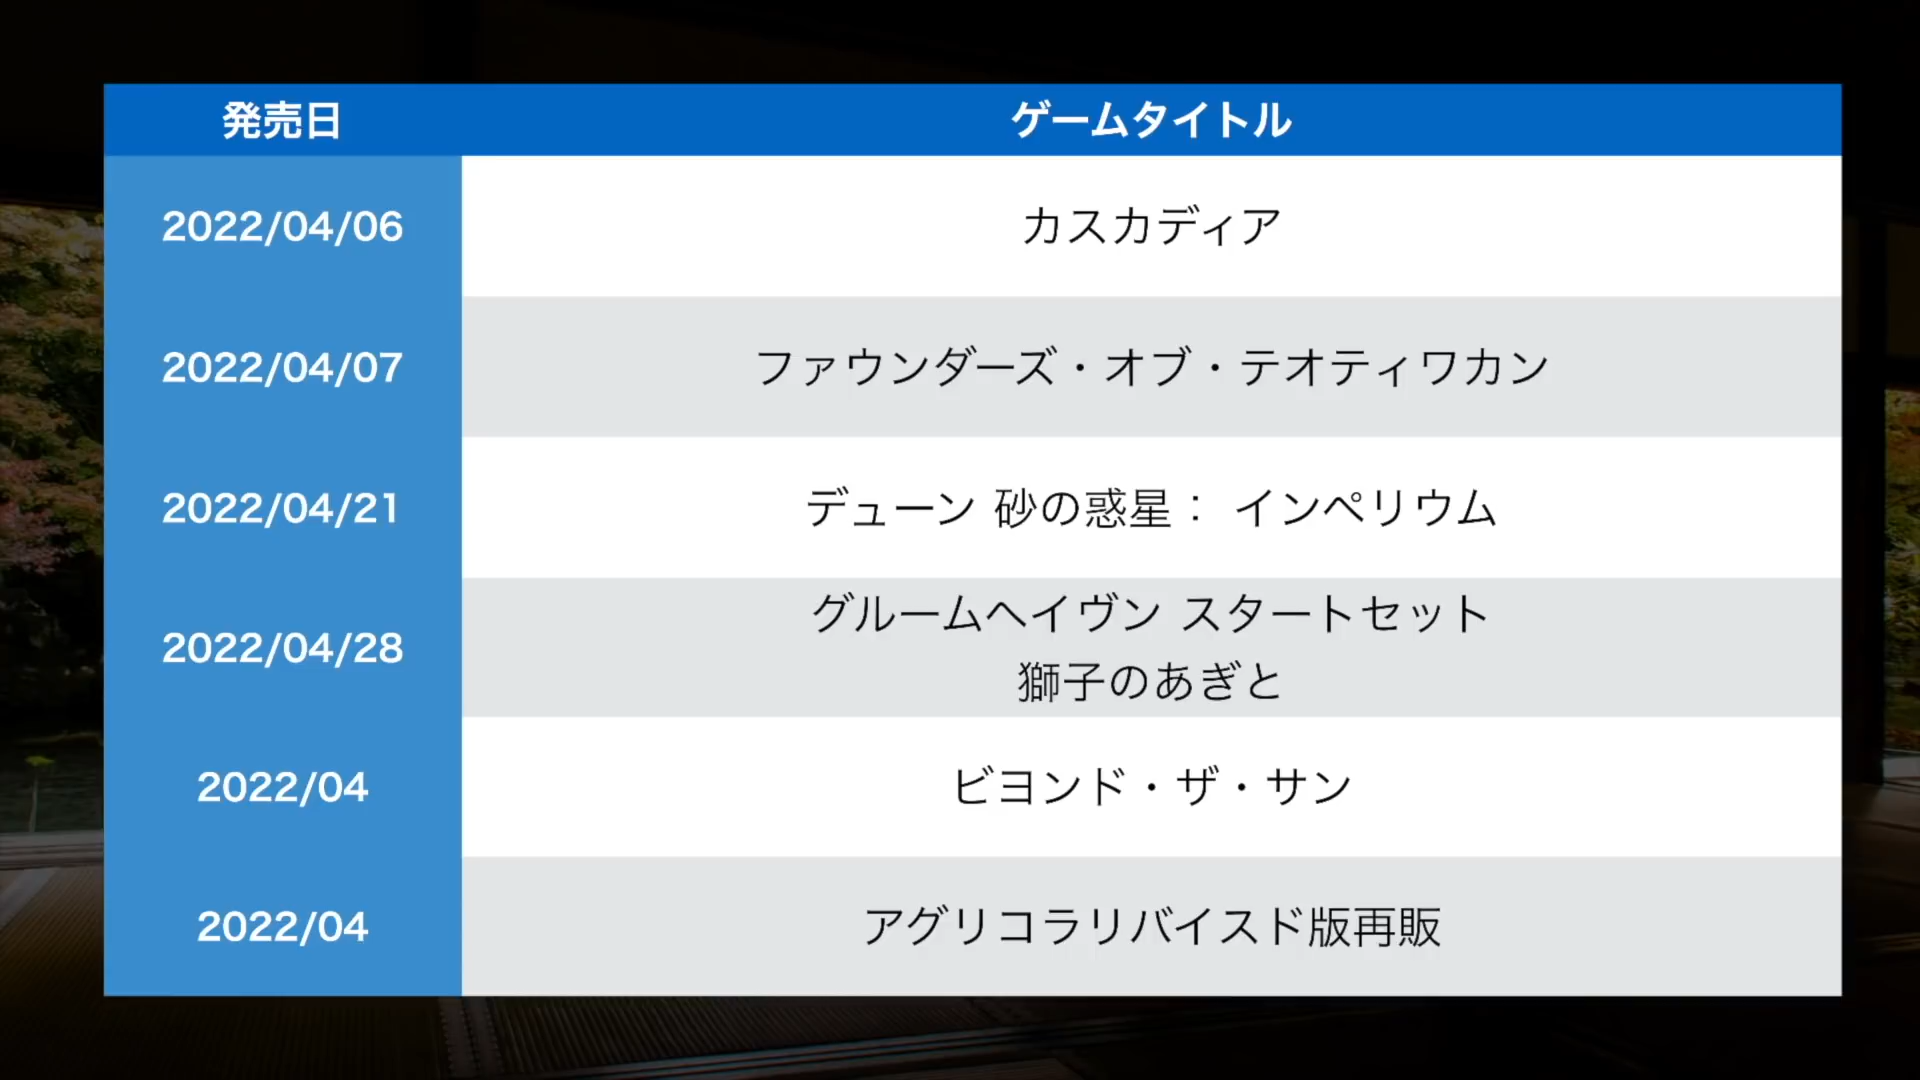 発売日 ゲームタイトル
2022/04/06 カスカディア
2022/04/07 ファウンダーズ・オブ・テオティワカン
2022/04/21 デューン 砂の惑星： インペリウム
2022/04/28 グルームヘイヴン スタートセット
獅子のあぎと
2022/04 ビヨンド・ザ・サン
2022/04 アグリコラリバイスド版再販